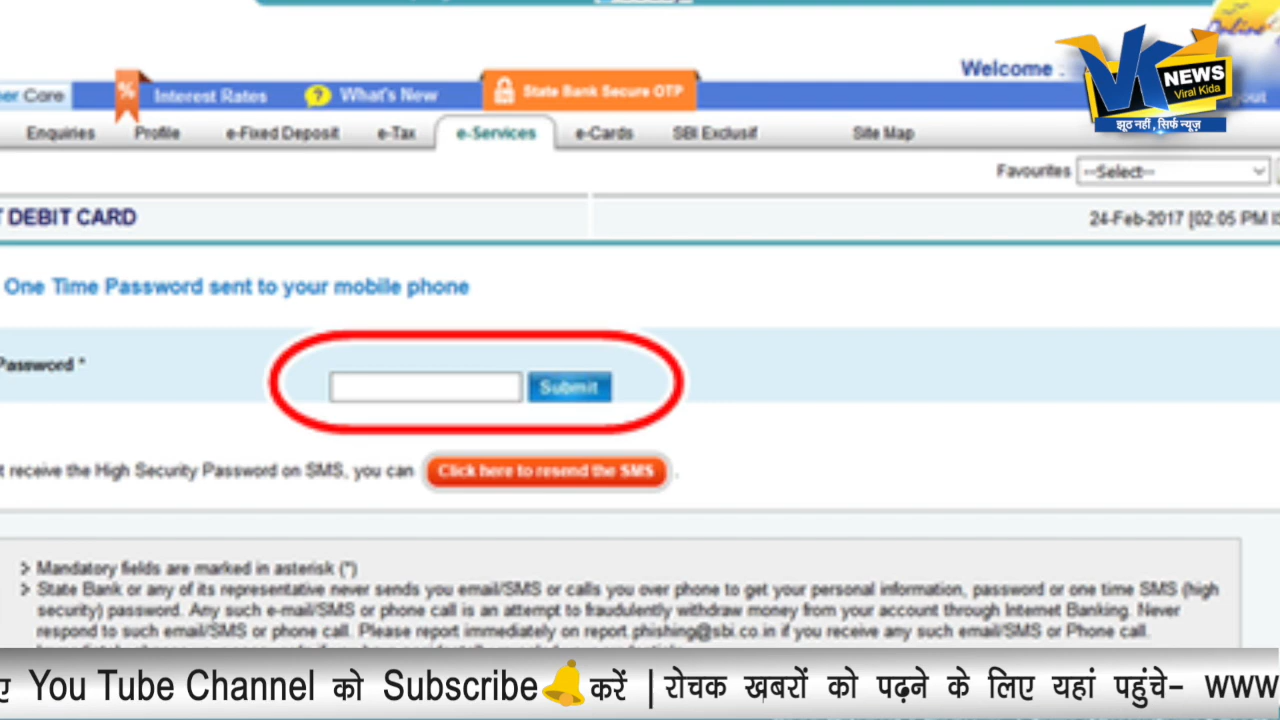 Welcome :
VK NEWS
Viral Kida
झूठ नहीं, सिर्फ न्यूज़
er Care
%
Interest Rates
? What's New
State Bank Secure OTP
out
Enquiries Profile e-Fixed Deposit e-Tax e-Services e-Cards SBI Exclusif Site Map
Favourites --Select--
T DEBIT CARD
24-Feb-2017 [02:05 PM IS
One Time Password sent to your mobile phone
Password *
Submit
t receive the High Security Password on SMS, you can Click here to resend the SMS .
> Mandatory fields are marked in asterisk (*)
> State Bank or any of its representative never sends you email/SMS or calls you over phone to get your personal information, password or one time SMS (high
security) password. Any such e-mail/SMS or phone call is an attempt to fraudulently withdraw money from your account through Internet Banking. Never
respond to such email/SMS or phone call. Please report immediately on report.phishing@sbi.co.in if you receive any such email/SMS or Phone call.
ए You Tube Channel को Subscribe करें | रोचक ख़बरों को पढ़ने के लिए यहां पहुंचे- www